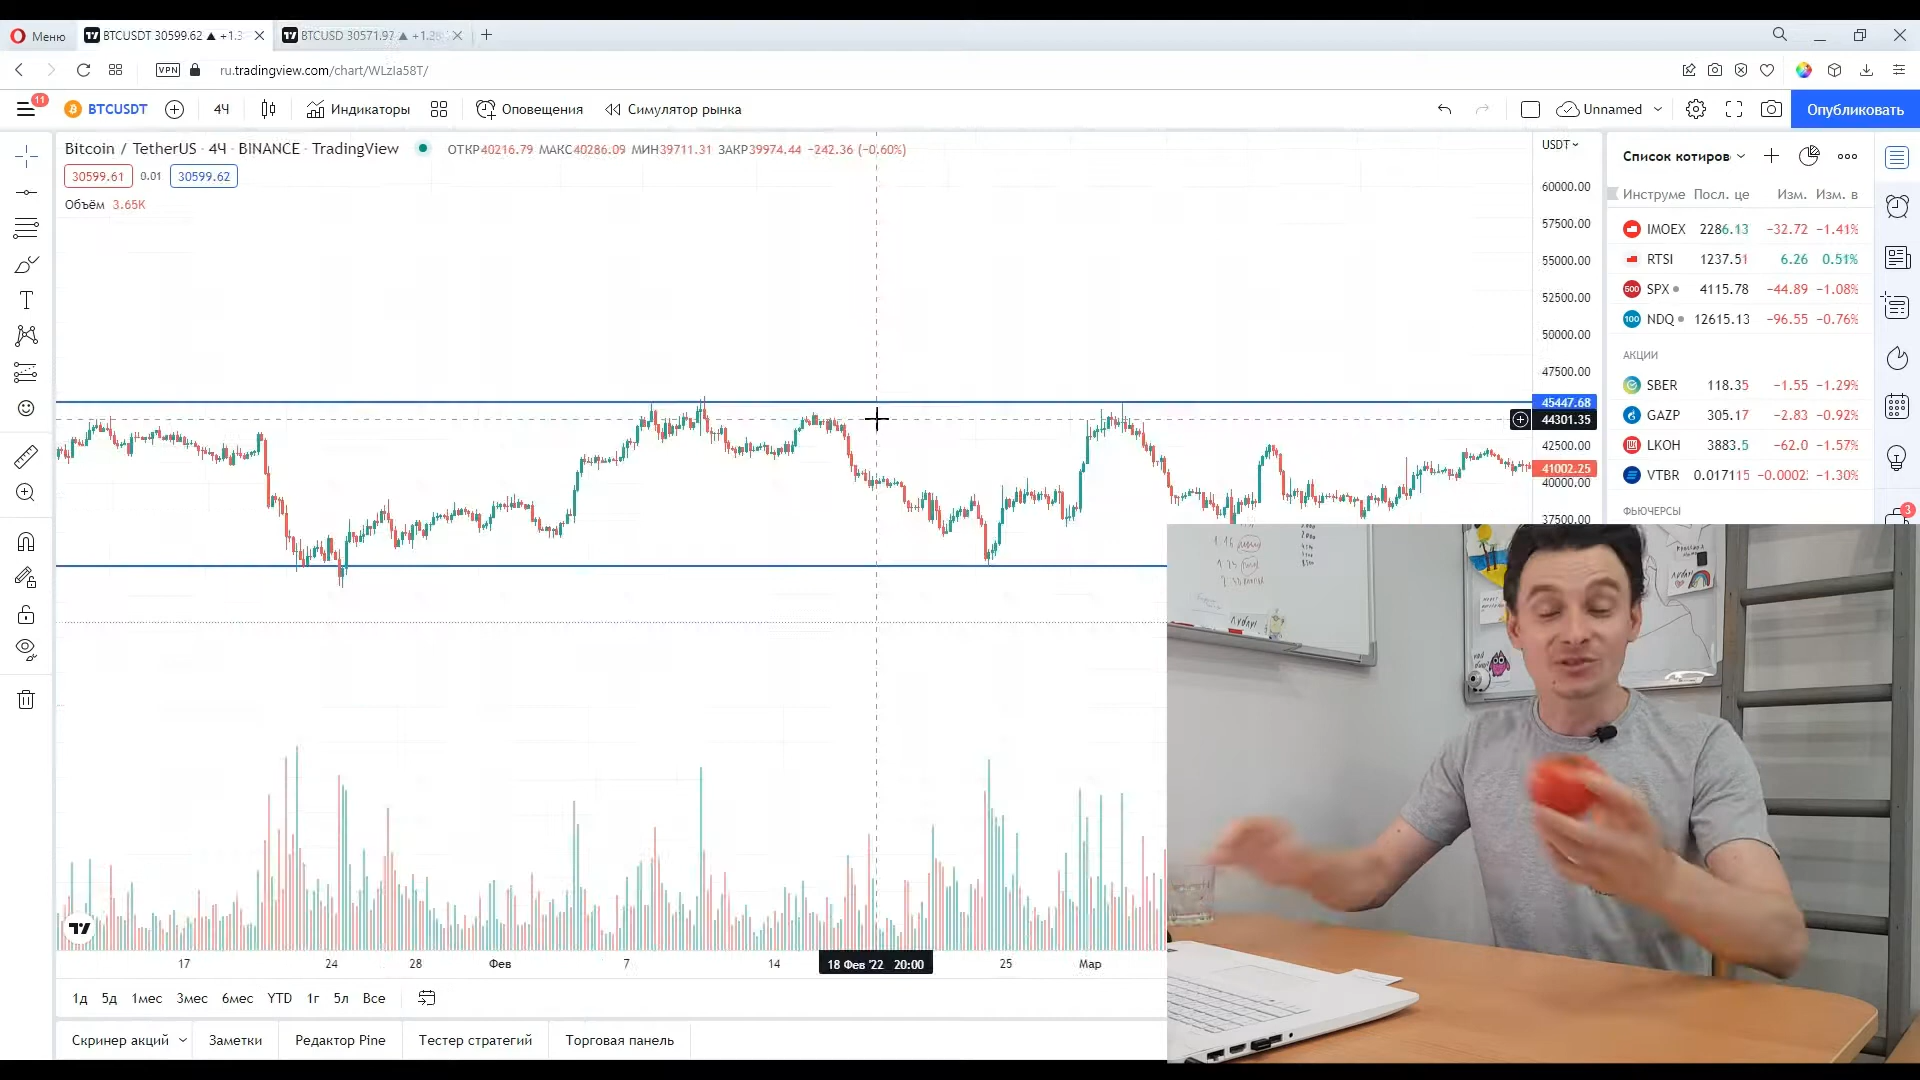 Меню
BTCUSDT 30599.62 ▲ +1.3
BTCUSD 30571.97 ▲ +1.28
VPN
ru.tradingview.com/chart/WLzIa58T/
11
BTCUSDT
4Ч
Индикаторы
Оповещения
Симулятор рынка
Unnamed
Опубликовать
Bitcoin / TetherUS · 4Ч · BINANCE · TradingView
ОТКР40216.79 МАКС40286.09 МИН39711.31 ЗАКР39974.44 −242.36 (−0.60%)
30599.61
0.01
30599.62
Объём 3.65K
USDT
60000.00
57500.00
55000.00
52500.00
50000.00
47500.00
45447.68
44301.35
42500.00
41002.25
40000.00
37500.00
Список котиров
Инструме Посл. це Изм. Изм. в
IMOEX 2286.13 −32.72 −1.41%
RTSI 1237.51 6.26 0.51%
500 SPX 4115.78 −44.89 −1.08%
100 NDQ 12615.13 −96.55 −0.76%
АКЦИИ
SBER 118.35 −1.55 −1.29%
GAZP 305.17 −2.83 −0.92%
LKOH 3883.5 −62.0 −1.57%
VTBR 0.017115 −0.0002 −1.30%
ФЬЮЧЕРСЫ
3
17
24
28
Фев
7
14
18 Фев '22 20:00
25
Мар
1д 5д 1мес 3мес 6мес YTD 1г 5л Все
Скринер акций
Заметки
Редактор Pine
Тестер стратегий
Торговая панель